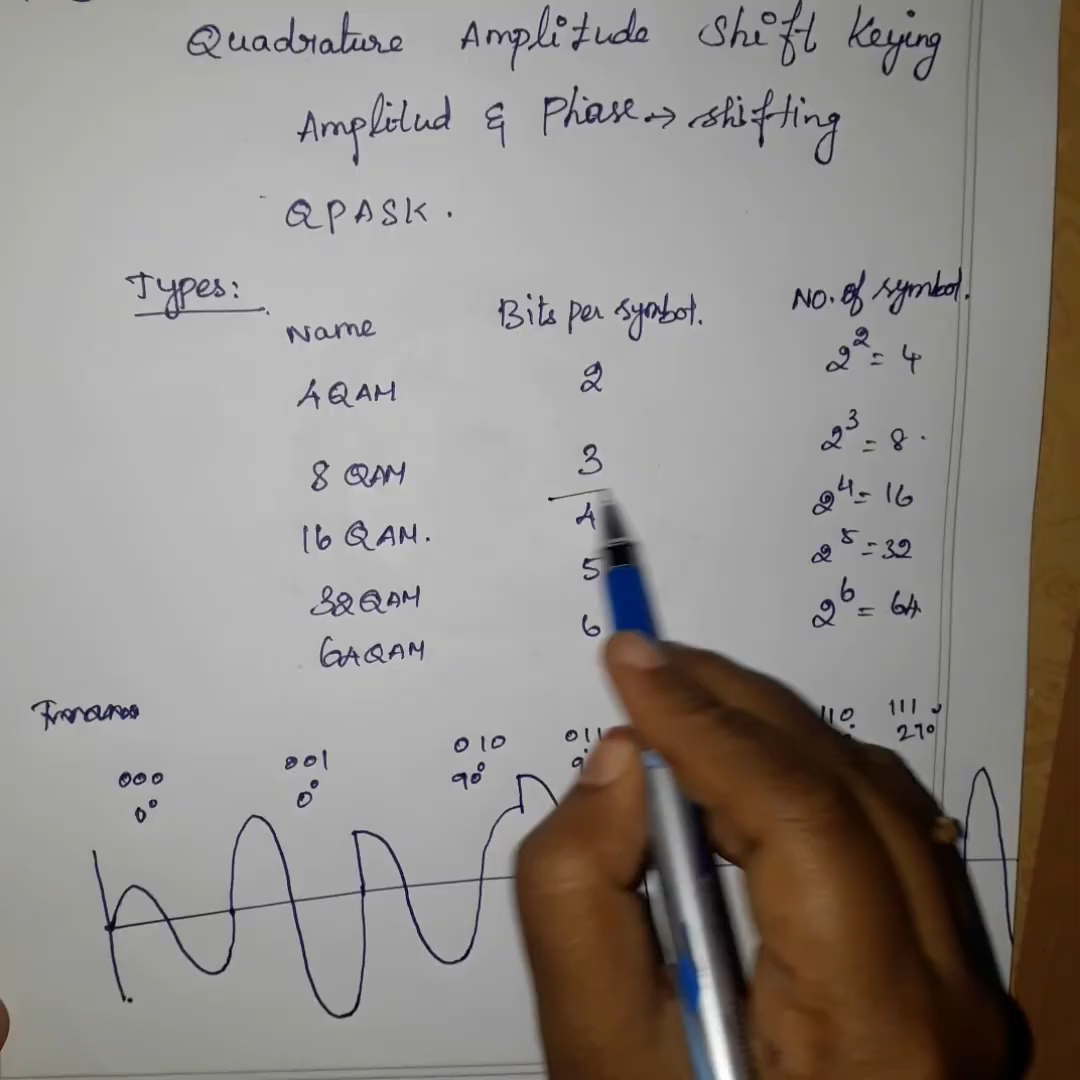 Quadrature Amplitude Shift Keying
Amplitud & Phase → shifting
QPASK.
Types:
Name Bits per symbol. No. of symbol.
4QAM 2 2² = 4
8 QAM 3 2³ = 8
16 QAM. 4 2⁴ = 16
32QAM 5 2⁵ = 32
64QAM 6 2⁶ = 64
000 001 010 011 110 111
0° 0° 90° 270